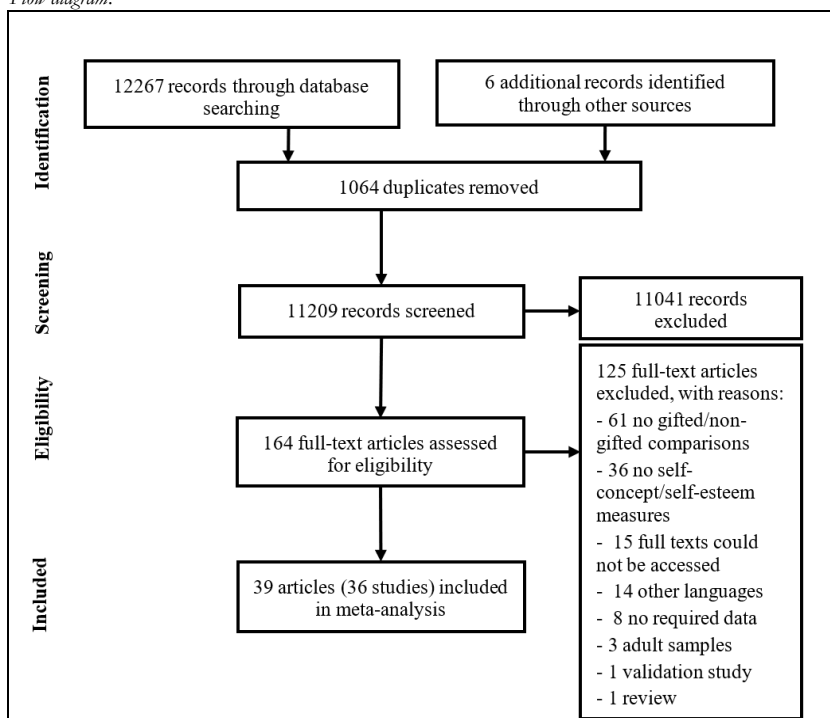 Flow diagram.
Identification
12267 records through database
searching
6 additional records identified
through other sources
1064 duplicates removed
Screening
11209 records screened
11041 records
excluded
Eligibility
164 full-text articles assessed
for eligibility
125 full-text articles
excluded, with reasons:
- 61 no gifted/non-
gifted comparisons
- 36 no self-
concept/self-esteem
measures
- 15 full texts could
not be accessed
- 14 other languages
- 8 no required data
- 3 adult samples
- 1 validation study
- 1 review
Included
39 articles (36 studies) included
in meta-analysis